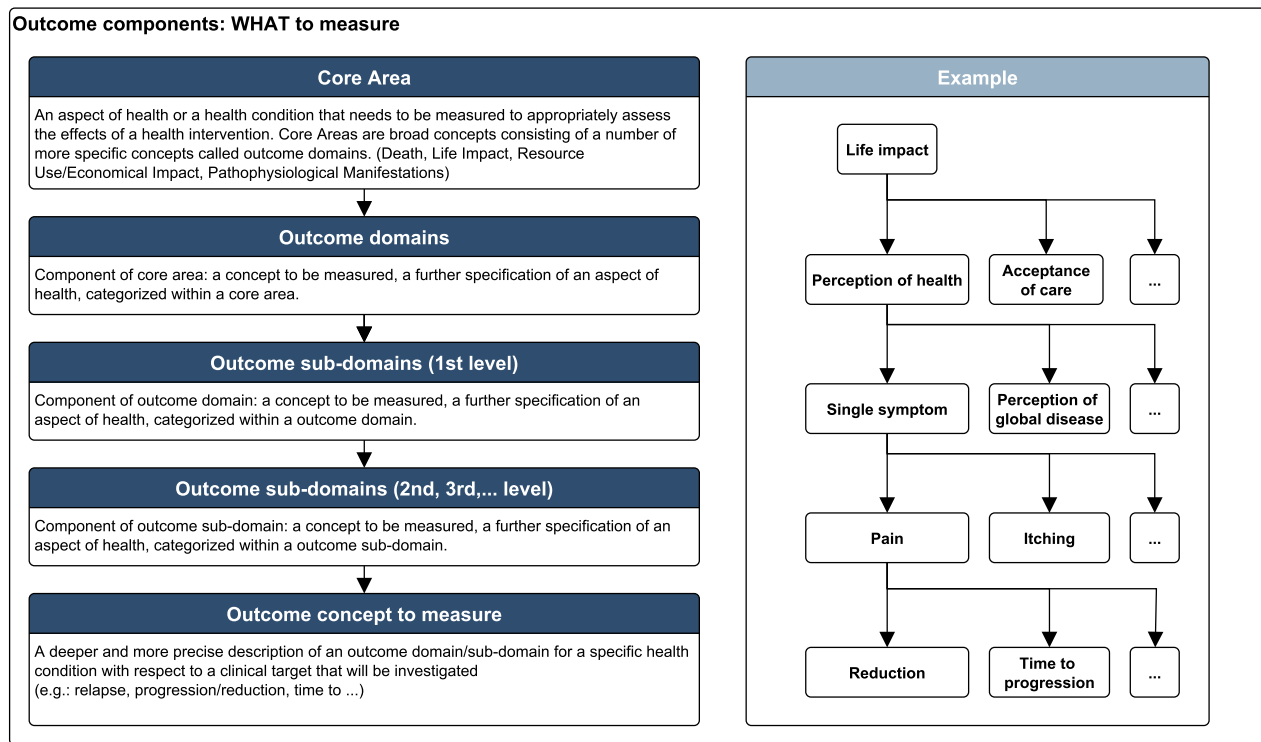 Outcome components: WHAT to measure
Core Area
An aspect of health or a health condition that needs to be measured to appropriately assess
the effects of a health intervention. Core Areas are broad concepts consisting of a number of
more specific concepts called outcome domains. (Death, Life Impact, Resource
Use/Economical Impact, Pathophysiological Manifestations)
Outcome domains
Component of core area: a concept to be measured, a further specification of an aspect of
health, categorized within a core area.
Outcome sub-domains (1st level)
Component of outcome domain: a concept to be measured, a further specification of an
aspect of health, categorized within a outcome domain.
Outcome sub-domains (2nd, 3rd,... level)
Component of outcome sub-domain: a concept to be measured, a further specification of an
aspect of health, categorized within a outcome sub-domain.
Outcome concept to measure
A deeper and more precise description of an outcome domain/sub-domain for a specific health
condition with respect to a clinical target that will be investigated
(e.g.: relapse, progression/reduction, time to ...)
Example
Life impact
Perception of health
Acceptance
of care
...
Single symptom
Perception of
global disease
...
Pain
Itching
...
Reduction
Time to
progression
...